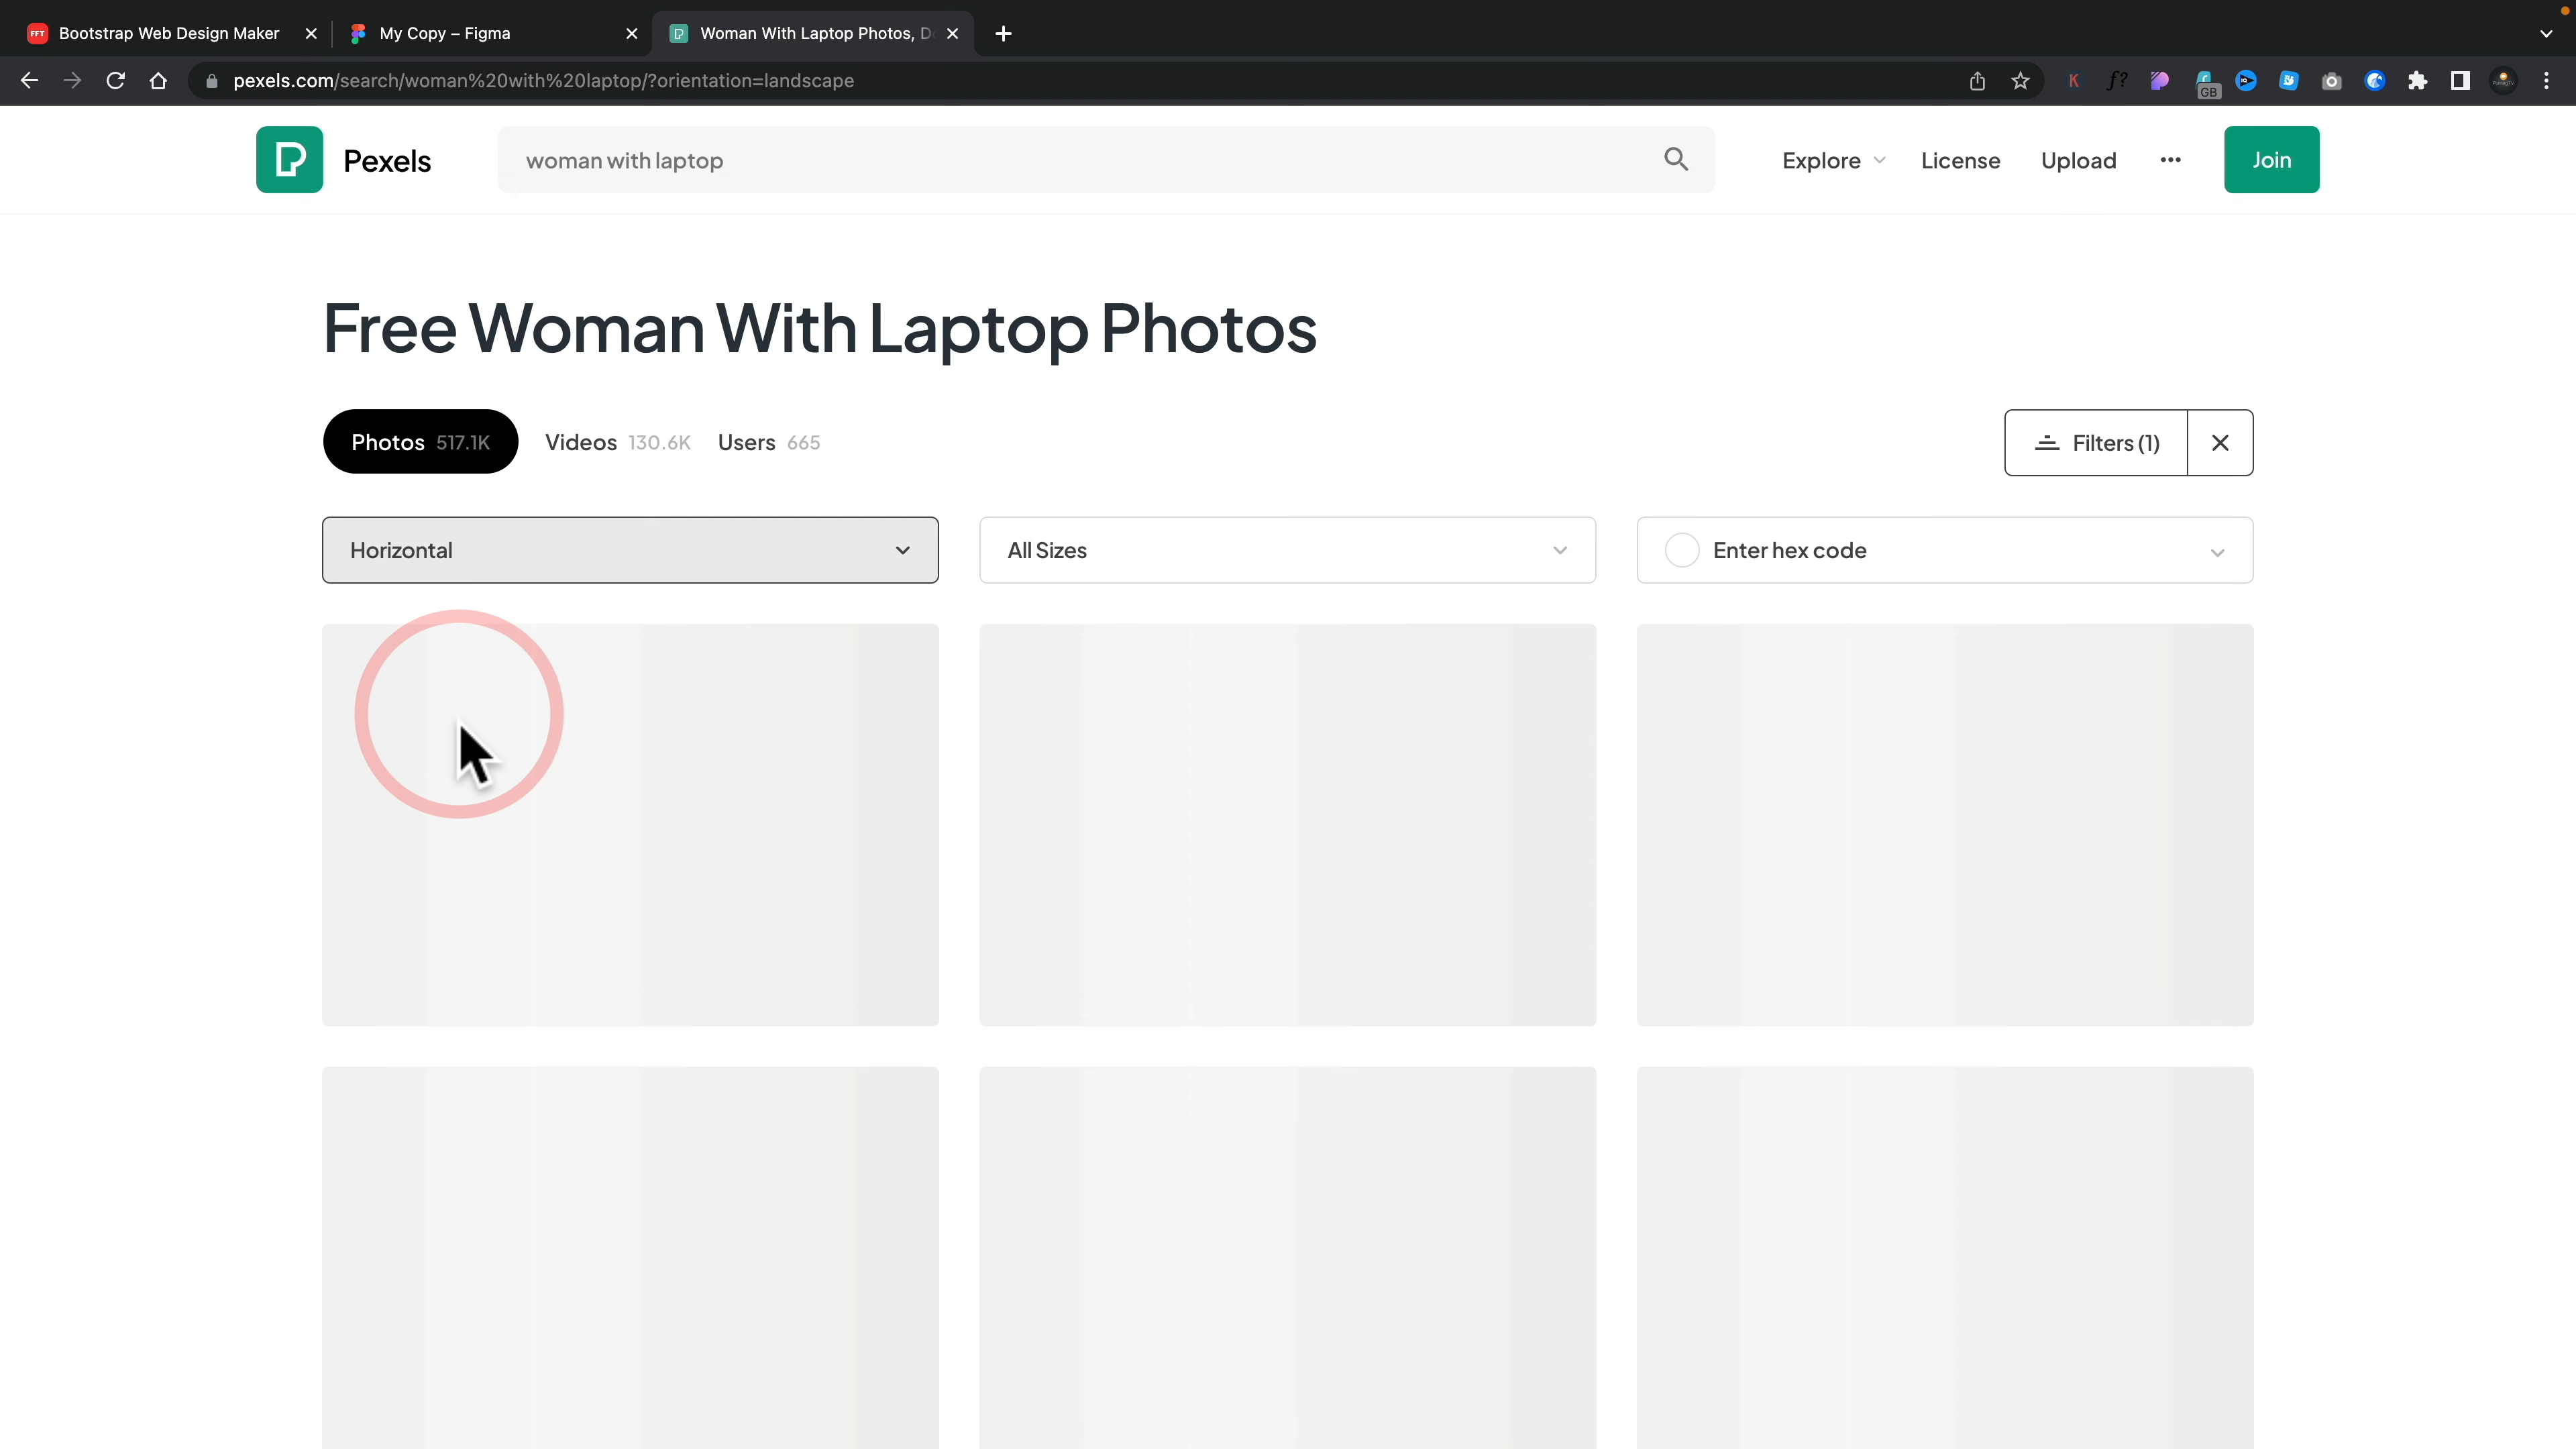 FFT Bootstrap Web Design Maker
My Copy – Figma
Woman With Laptop Photos, D
pexels.com/search/woman%20with%20laptop/?orientation=landscape
GB
Pexels
woman with laptop
Explore
License
Upload
Join
Free Woman With Laptop Photos
Photos 517.1K
Videos 130.6K
Users 665
Filters (1)
Horizontal
All Sizes
Enter hex code